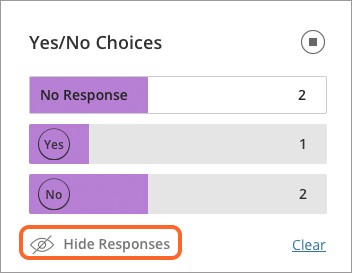 Yes/No Choices
No Response 2
Yes 1
No 2
Hide Responses Clear